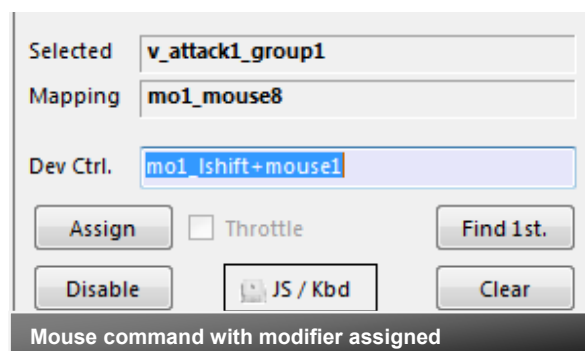 Selected v_attack1_group1
Mapping mo1_mouse8
Dev Ctrl. mo1_lshift+mouse1
Assign Throttle Find 1st.
Disable JS / Kbd Clear
Mouse command with modifier assigned